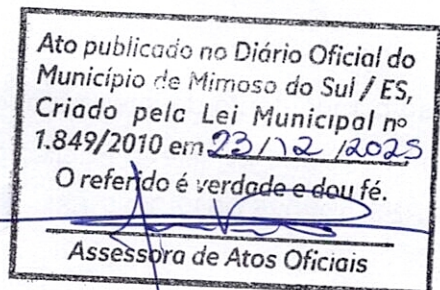 Ato publicado no Diário Oficial do
Município de Mimoso do Sul / ES,
Criado pela Lei Municipal nº
1.849/2010 em 23/12/2025
O referido é verdade e dou fé.
Assessora de Atos Oficiais